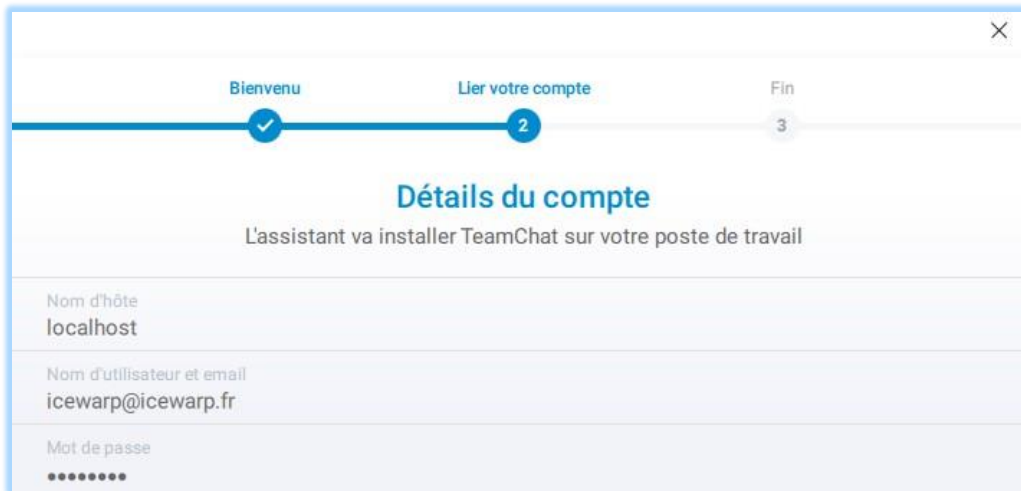 Bienvenu Lier votre compte Fin
2 3
Détails du compte
L'assistant va installer TeamChat sur votre poste de travail
Nom d'hôte
localhost
Nom d'utilisateur et email
icewarp@icewarp.fr
Mot de passe
••••••••